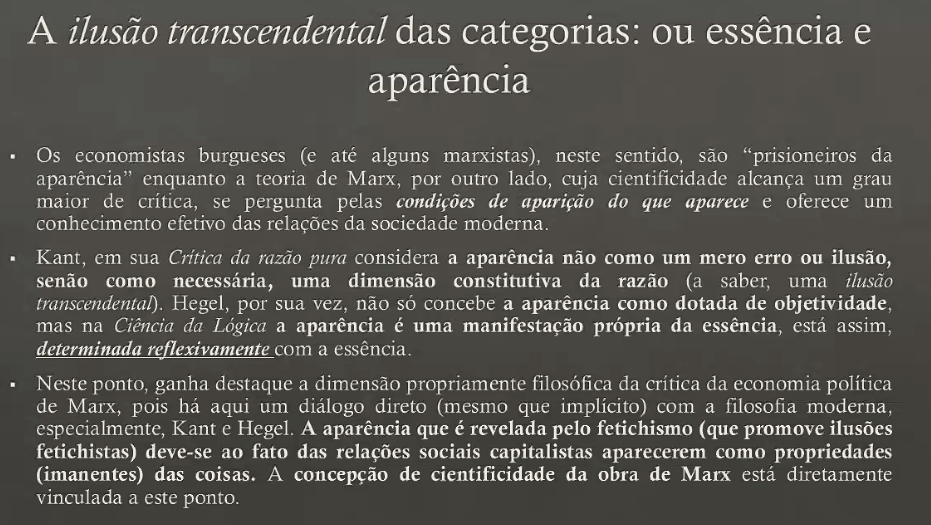 A ilusão transcendental das categorias: ou essência e
aparência
▪ Os economistas burgueses (e até alguns marxistas), neste sentido, são “prisioneiros da
aparência” enquanto a teoria de Marx, por outro lado, cuja cientificidade alcança um grau
maior de crítica, se pergunta pelas condições de aparição do que aparece e oferece um
conhecimento efetivo das relações da sociedade moderna.
▪ Kant, em sua Crítica da razão pura considera a aparência não como um mero erro ou ilusão,
senão como necessária, uma dimensão constitutiva da razão (a saber, uma ilusão
transcendental). Hegel, por sua vez, não só concebe a aparência como dotada de objetividade,
mas na Ciência da Lógica a aparência é uma manifestação própria da essência, está assim,
determinada reflexivamente com a essência.
▪ Neste ponto, ganha destaque a dimensão propriamente filosófica da crítica da economia política
de Marx, pois há aqui um diálogo direto (mesmo que implícito) com a filosofia moderna,
especialmente, Kant e Hegel. A aparência que é revelada pelo fetichismo (que promove ilusões
fetichistas) deve-se ao fato das relações sociais capitalistas aparecerem como propriedades
(imanentes) das coisas. A concepção de cientificidade da obra de Marx está diretamente
vinculada a este ponto.